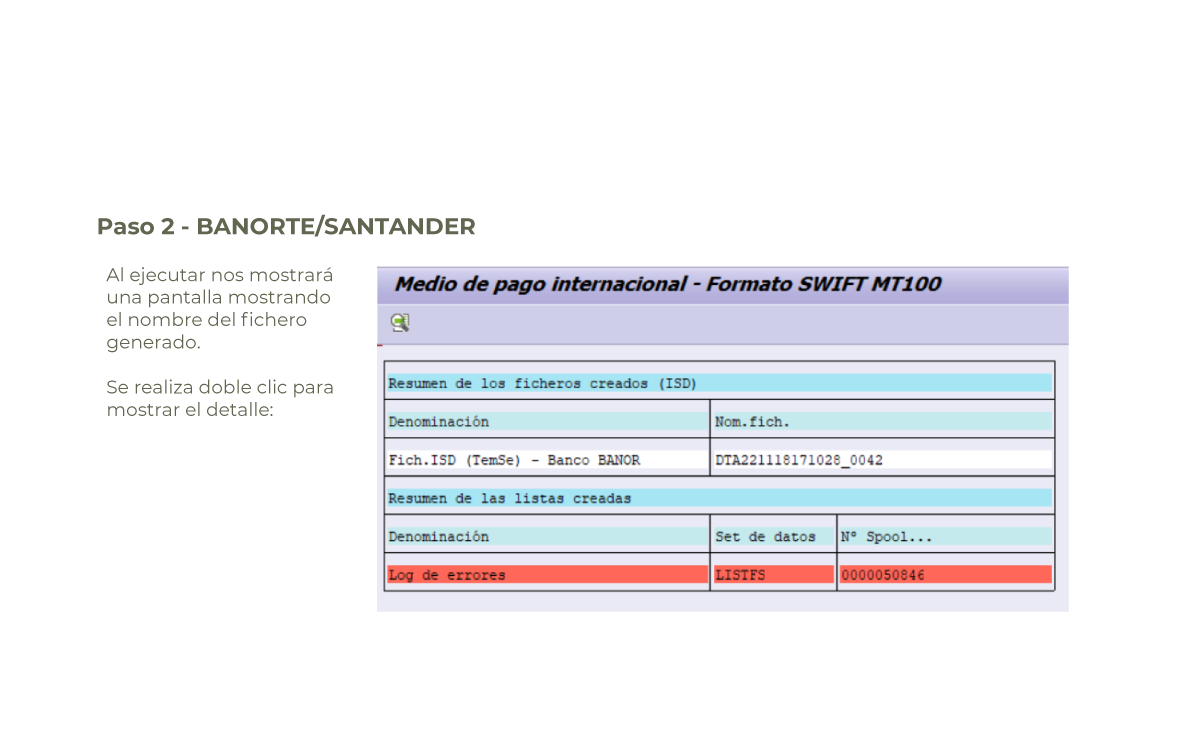 Paso 2 - BANORTE/SANTANDER
Al ejecutar nos mostrará
una pantalla mostrando
el nombre del fichero
generado.
Se realiza doble clic para
mostrar el detalle:
Medio de pago internacional - Formato SWIFT MT100
Resumen de los ficheros creados (ISD)
Denominación Nom.fich.
Fich.ISD (TemSe) - Banco BANOR DTA221118171028_0042
Resumen de las listas creadas
Denominación Set de datos Nº Spool...
Log de errores LISTFS 0000050846